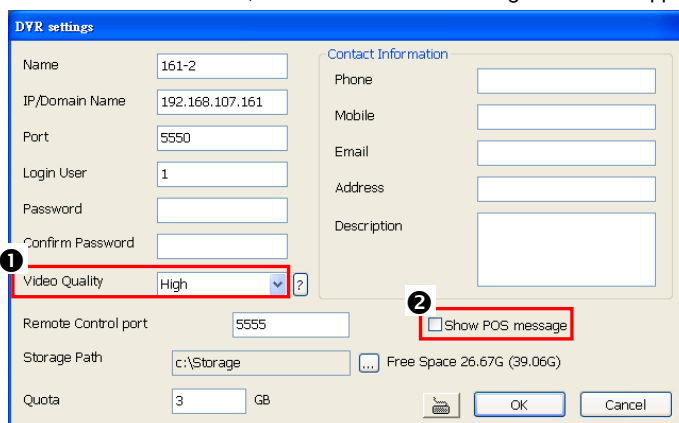 DVR settings
Name 161-2
IP/Domain Name 192.168.107.161
Port 5550
Login User 1
Password
Confirm Password
❶
Video Quality High ?
Contact Information
Phone
Mobile
Email
Address
Description
❷
Remote Control port 5555
Show POS message
Storage Path c:\Storage ... Free Space 26.67G (39.06G)
Quota 3 GB
OK Cancel